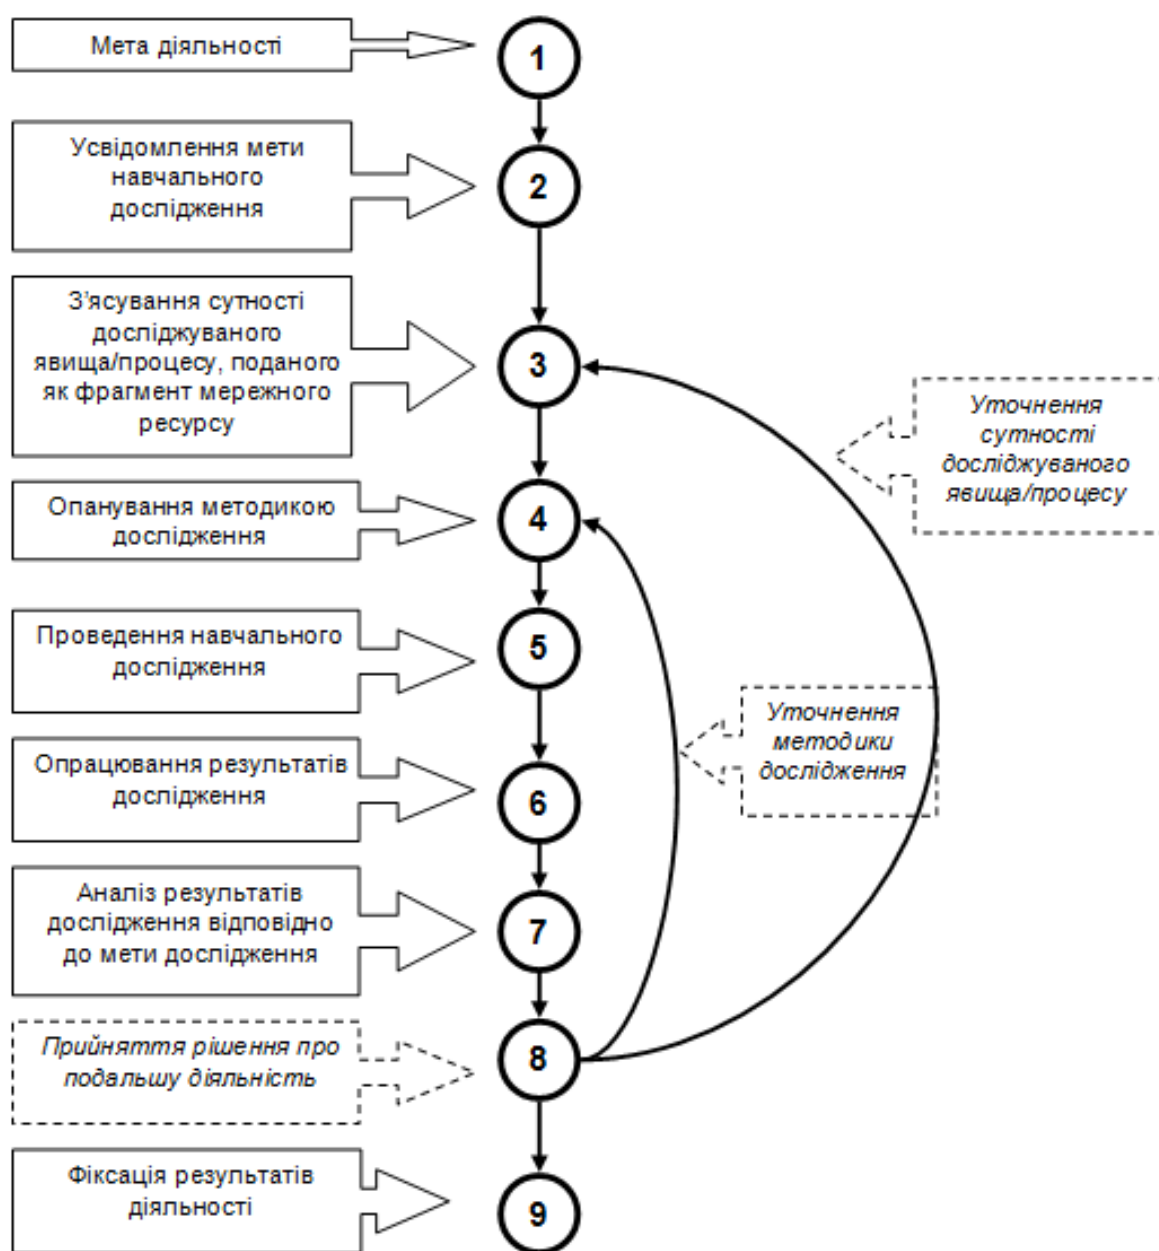 Мета діяльності
1
Усвідомлення мети
навчального
дослідження
2
З'ясування сутності
досліджуваного
явища/процесу, поданого
як фрагмент мережного
ресурсу
3
Уточнення
сутності
досліджуваного
явища/процесу
Опанування методикою
дослідження
4
Проведення навчального
дослідження
5
Уточнення
методики
дослідження
Опрацювання результатів
дослідження
6
Аналіз результатів
дослідження відповідно
до мети дослідження
7
Прийняття рішення про
подальшу діяльність
8
Фіксація результатів
діяльності
9